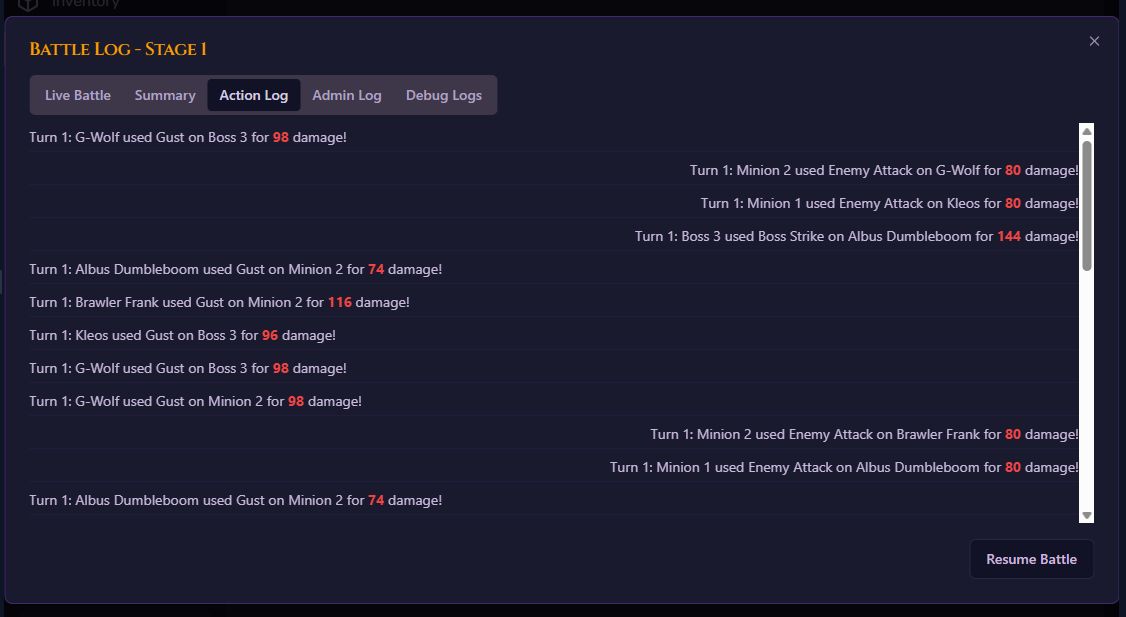 Inventory
Battle Log - Stage 1
Live Battle Summary Action Log Admin Log Debug Logs
Turn 1: G-Wolf used Gust on Boss 3 for 98 damage!
Turn 1: Minion 2 used Enemy Attack on G-Wolf for 80 damage!
Turn 1: Minion 1 used Enemy Attack on Kleos for 80 damage!
Turn 1: Boss 3 used Boss Strike on Albus Dumbleboom for 144 damage!
Turn 1: Albus Dumbleboom used Gust on Minion 2 for 74 damage!
Turn 1: Brawler Frank used Gust on Minion 2 for 116 damage!
Turn 1: Kleos used Gust on Boss 3 for 96 damage!
Turn 1: G-Wolf used Gust on Boss 3 for 98 damage!
Turn 1: G-Wolf used Gust on Minion 2 for 98 damage!
Turn 1: Minion 2 used Enemy Attack on Brawler Frank for 80 damage!
Turn 1: Minion 1 used Enemy Attack on Albus Dumbleboom for 80 damage!
Turn 1: Albus Dumbleboom used Gust on Minion 2 for 74 damage!
Resume Battle